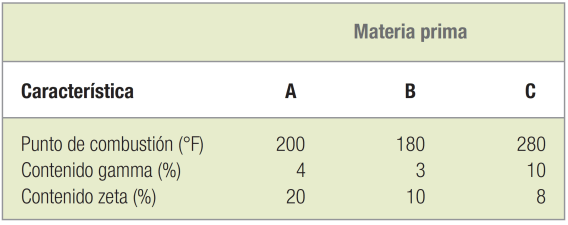 Materia prima
Característica A B C
Punto de combustión (°F) 200 180 280
Contenido gamma (%) 4 3 10
Contenido zeta (%) 20 10 8